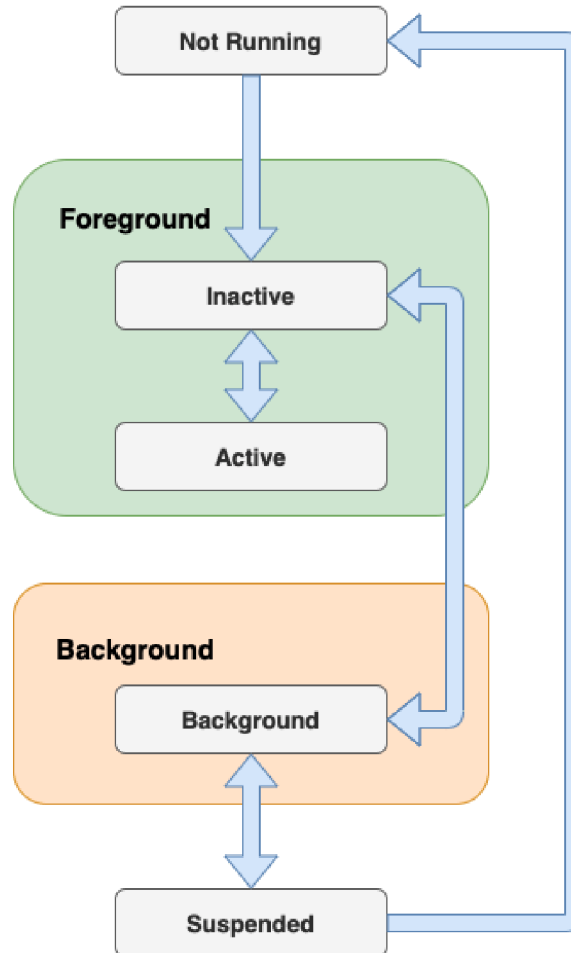 Not Running
Foreground
Inactive
Active
Background
Background
Suspended